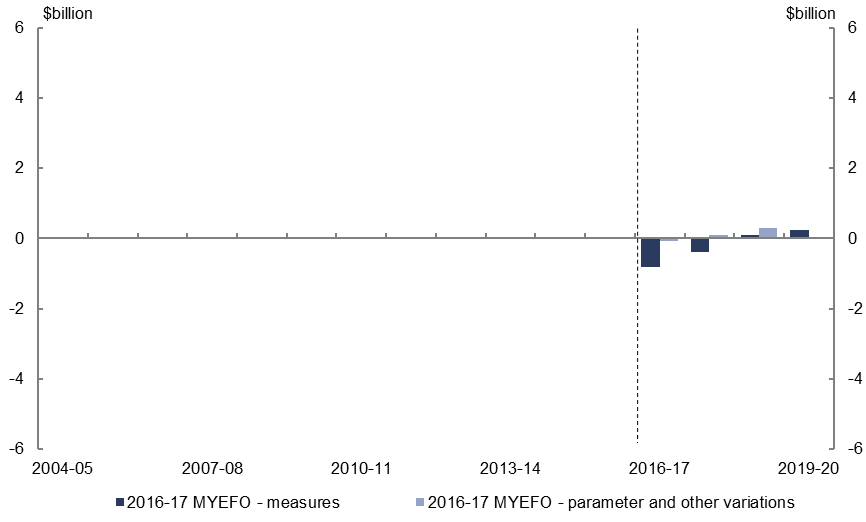 $billion $billion
6 6
4 4
2 2
0 0
-2 -2
-4 -4
-6 -6
2004-05 2007-08 2010-11 2013-14 2016-17 2019-20
2016-17 MYEFO - measures 2016-17 MYEFO - parameter and other variations